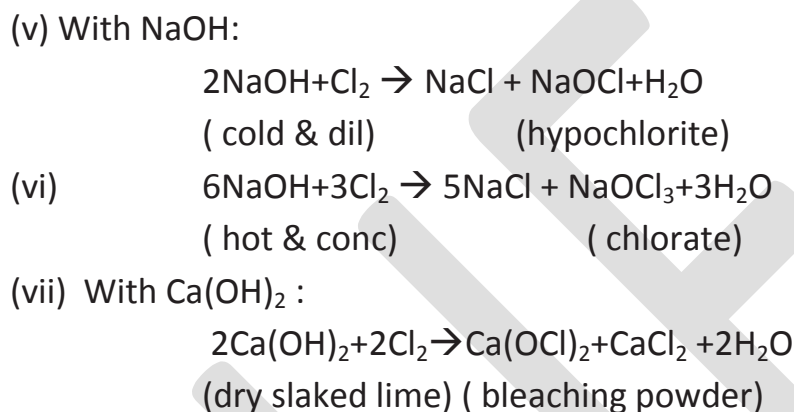 (v) With NaOH:
2NaOH+Cl₂ → NaCl + NaOCl+H₂O
( cold & dil) (hypochlorite)
(vi) 6NaOH+3Cl₂ → 5NaCl + NaOCl₃+3H₂O
( hot & conc) ( chlorate)
(vii) With Ca(OH)₂ :
2Ca(OH)₂+2Cl₂→Ca(OCl)₂+CaCl₂ +2H₂O
(dry slaked lime) ( bleaching powder)